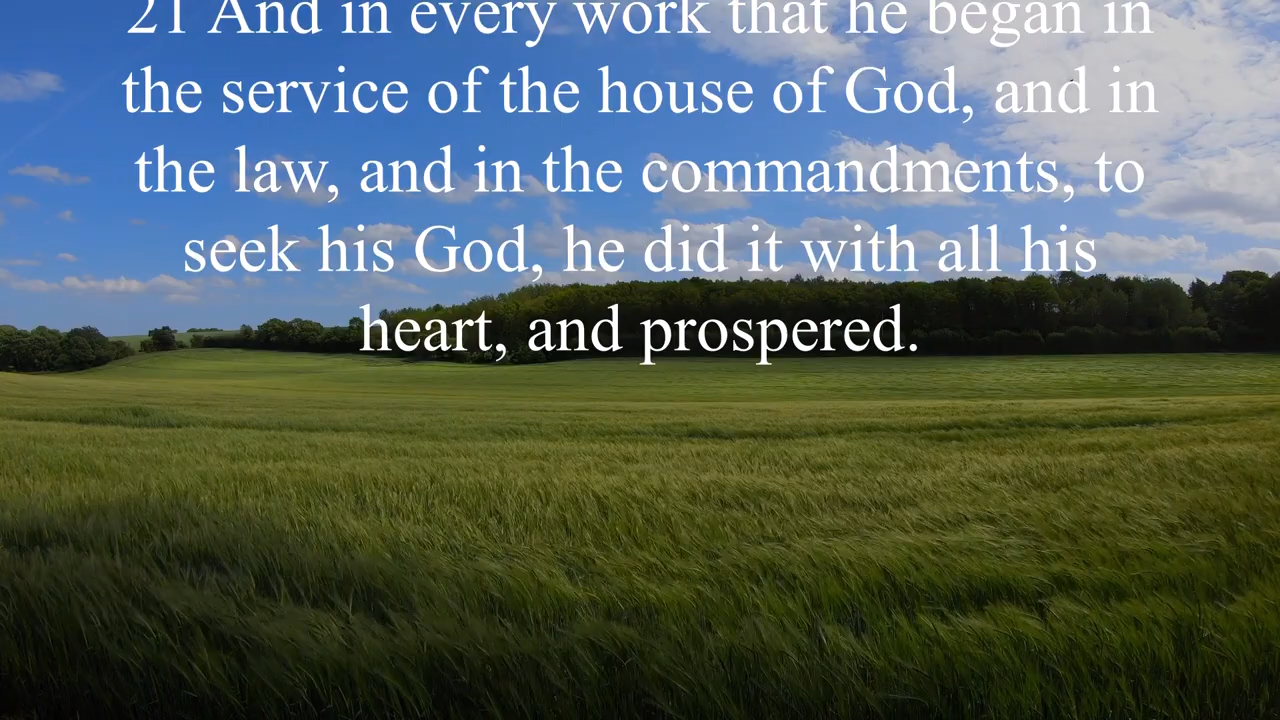 21 And in every work that he began in
the service of the house of God, and in
the law, and in the commandments, to
seek his God, he did it with all his
heart, and prospered.